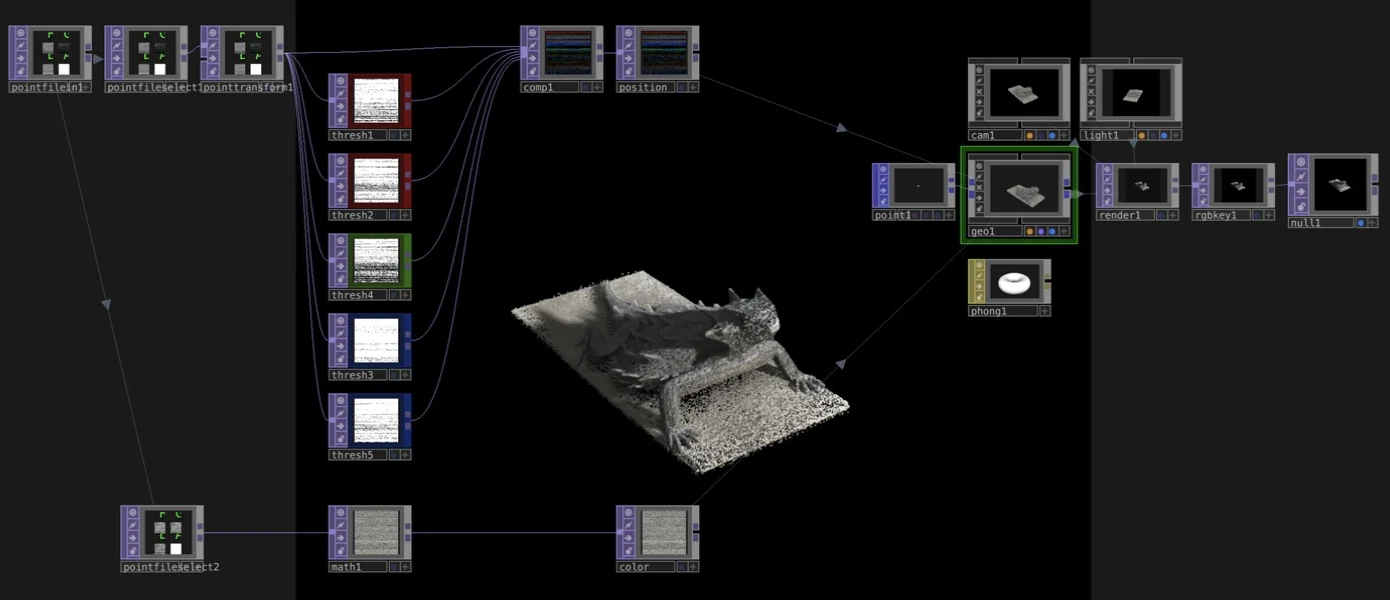 pointfilein1
pointfileselect1
pointtransform1
comp1
position
thresh1
thresh2
thresh4
thresh3
thresh5
cam1
light1
point1
geo1
render1
rgbkey1
null1
phong1
pointfileselect2
math1
color